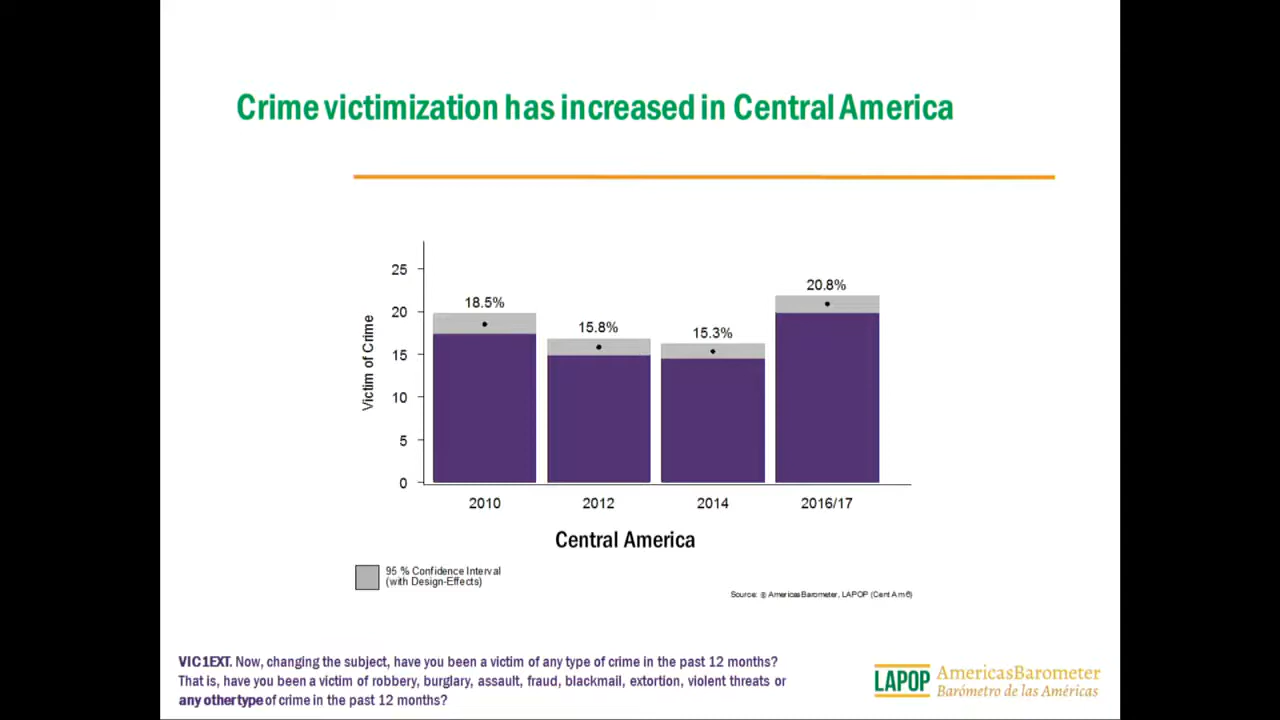 Crime victimization has increased in Central America
25
20
15
10
5
0
Victim of Crime
18.5%
15.8%
15.3%
20.8%
2010
2012
2014
2016/17
Central America
95 % Confidence Interval
(with Design-Effects)
Source: © AmericasBarometer, LAPOP (CentAm6)
VIC1EXT. Now, changing the subject, have you been a victim of any type of crime in the past 12 months?
That is, have you been a victim of robbery, burglary, assault, fraud, blackmail, extortion, violent threats or
any other type of crime in the past 12 months?
LAPOP
AmericasBarometer
Barómetro de las Américas